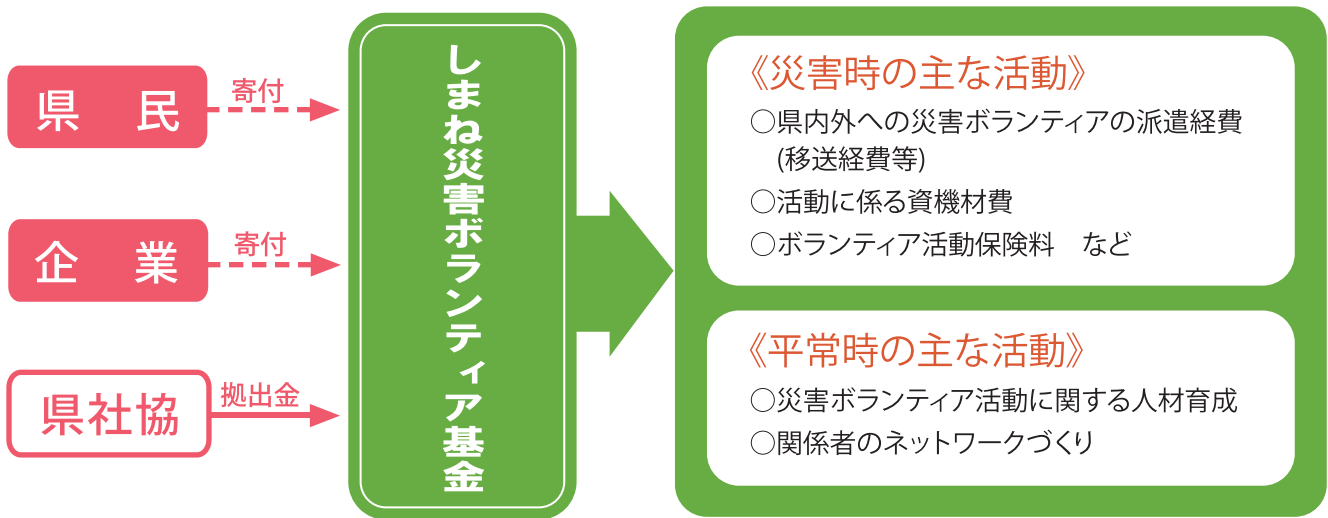 県　民
寄付
企　業
寄付
県社協
拠出金
しまね災害ボランティア基金
《災害時の主な活動》
○県内外への災害ボランティアの派遣経費
(移送経費等)
○活動に係る資機材費
○ボランティア活動保険料　など
《平常時の主な活動》
○災害ボランティア活動に関する人材育成
○関係者のネットワークづくり